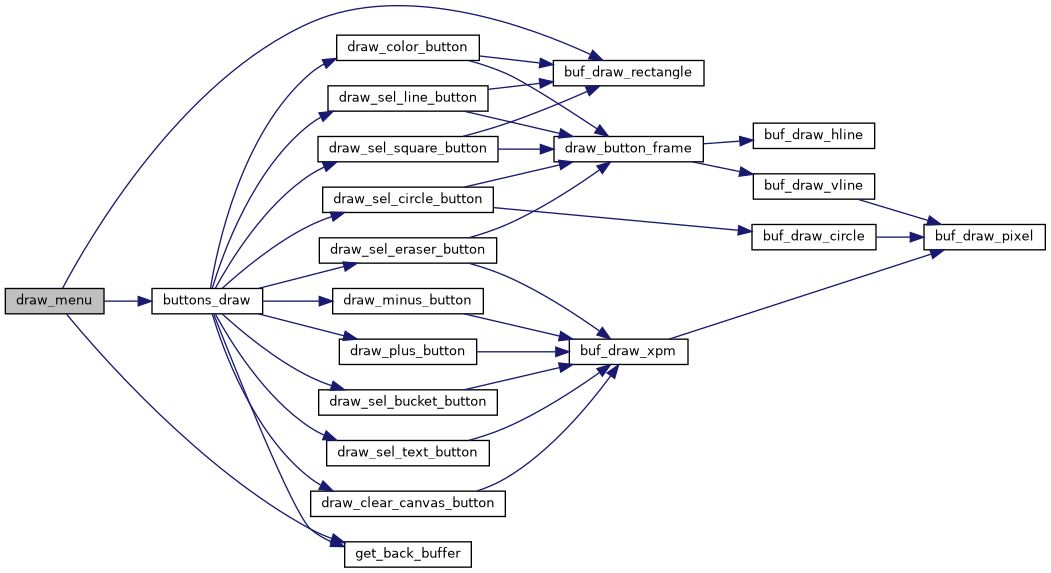 draw_menu
buttons_draw
draw_color_button
draw_sel_line_button
draw_sel_square_button
draw_sel_circle_button
draw_sel_eraser_button
draw_minus_button
draw_plus_button
draw_sel_bucket_button
draw_sel_text_button
draw_clear_canvas_button
get_back_buffer
buf_draw_rectangle
draw_button_frame
buf_draw_xpm
buf_draw_hline
buf_draw_vline
buf_draw_circle
buf_draw_pixel